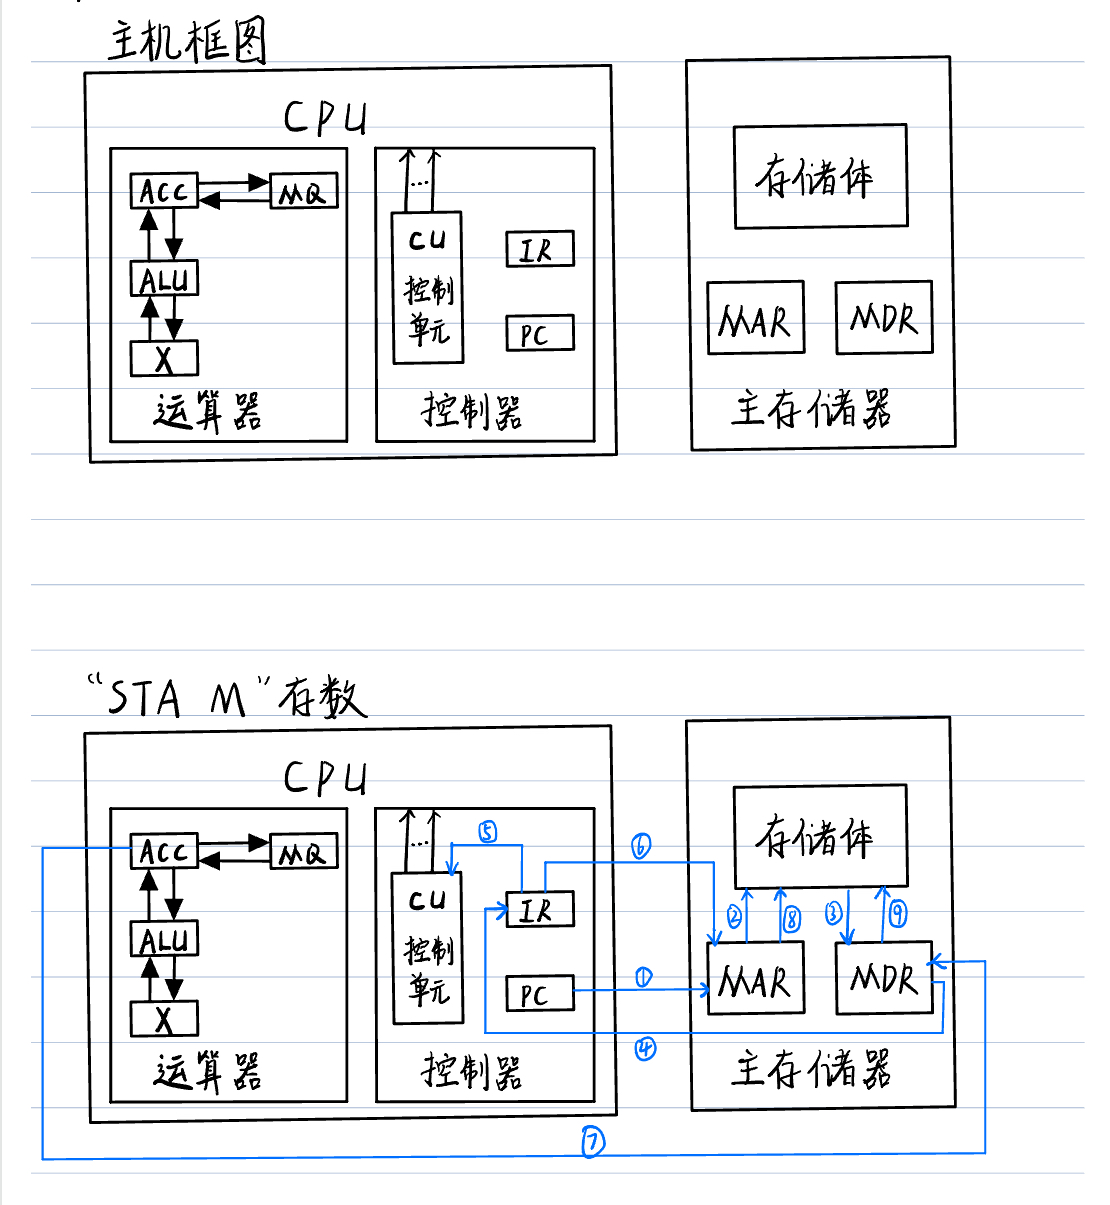 主机框图
CPU
ACC
MQ
ALU
X
运算器
...
CU
控制
单元
IR
PC
控制器
存储体
MAR
MDR
主存储器
“STA M”存数
CPU
ACC
MQ
ALU
X
运算器
...
⑤
CU
控制
单元
IR
PC
控制器
⑥
①
④
存储体
②
⑧
③
⑨
MAR
MDR
主存储器
⑦